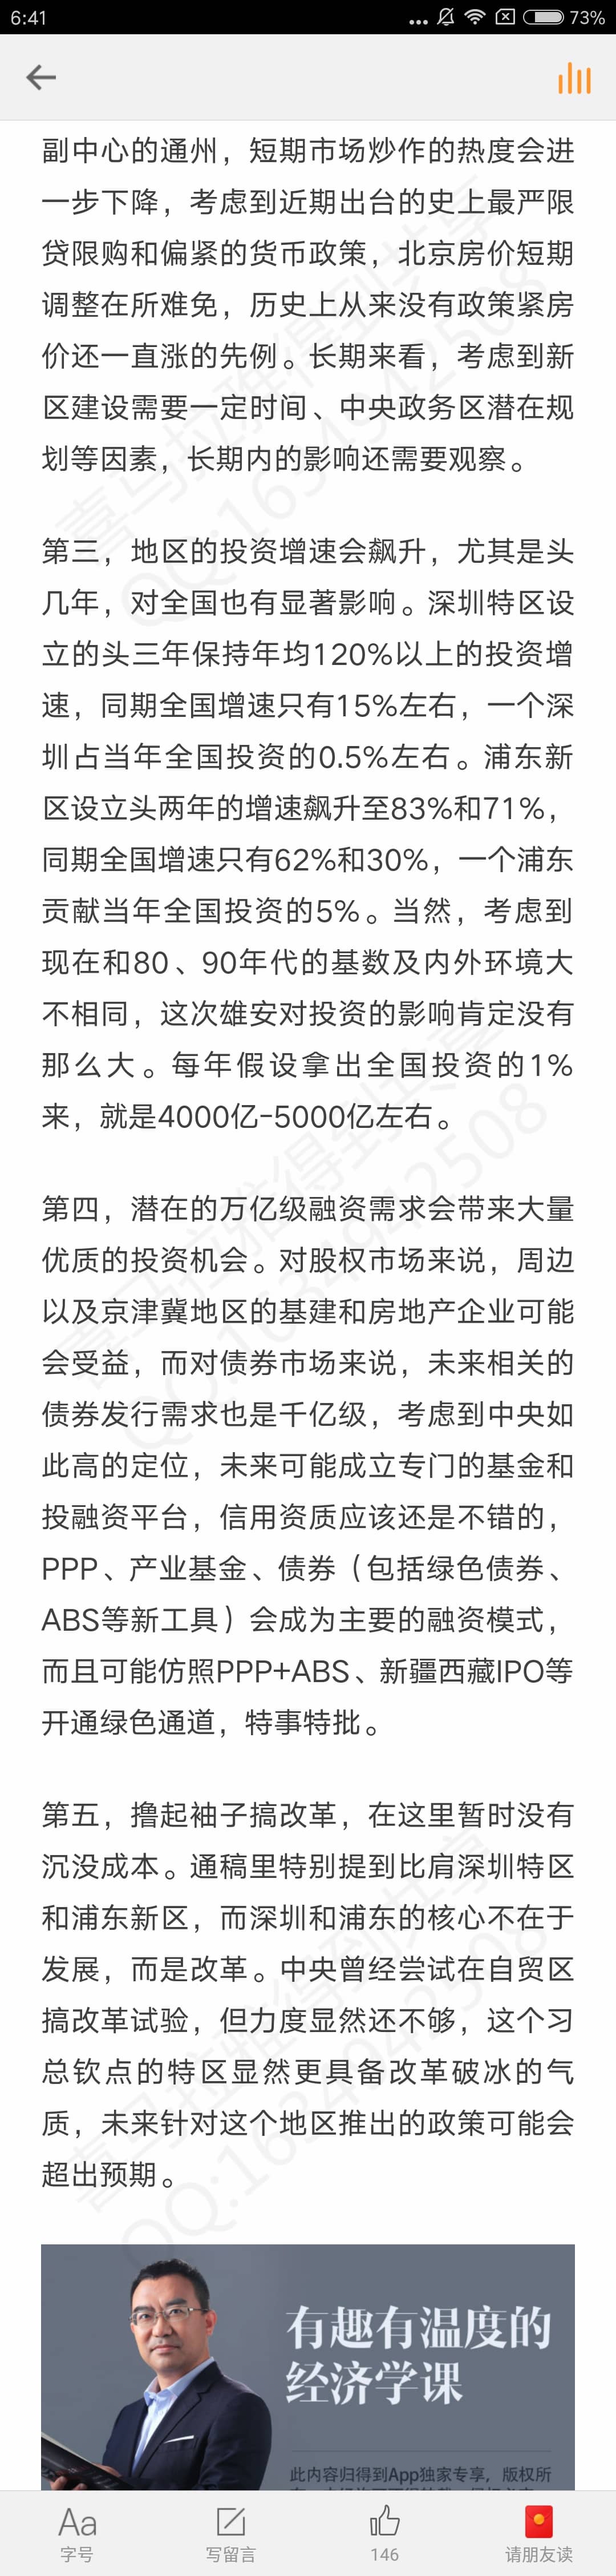 6:41
73%
副中心的通州，短期市场炒作的热度会进
一步下降，考虑到近期出台的史上最严限
贷限购和偏紧的货币政策，北京房价短期
调整在所难免，历史上从来没有政策紧房
价还一直涨的先例。长期来看，考虑到新
区建设需要一定时间、中央政务区潜在规
划等因素，长期内的影响还需要观察。
第三，地区的投资增速会飙升，尤其是头
几年，对全国也有显著影响。深圳特区设
立的头三年保持年均120%以上的投资增
速，同期全国增速只有15%左右，一个深
圳占当年全国投资的0.5%左右。浦东新
区设立头两年的增速飙升至83%和71%，
同期全国增速只有62%和30%，一个浦东
贡献当年全国投资的5%。当然，考虑到
现在和80、90年代的基数及内外环境大
不相同，这次雄安对投资的影响肯定没有
那么大。每年假设拿出全国投资的1%
来，就是4000亿-5000亿左右。
第四，潜在的万亿级融资需求会带来大量
优质的投资机会。对股权市场来说，周边
以及京津冀地区的基建和房地产企业可能
会受益，而对债券市场来说，未来相关的
债券发行需求也是千亿级，考虑到中央如
此高的定位，未来可能成立专门的基金和
投融资平台，信用资质应该还是不错的，
PPP、产业基金、债券（包括绿色债券、
ABS等新工具）会成为主要的融资模式，
而且可能仿照PPP+ABS、新疆西藏IPO等
开通绿色通道，特事特批。
第五，撸起袖子搞改革，在这里暂时没有
沉没成本。通稿里特别提到比肩深圳特区
和浦东新区，而深圳和浦东的核心不在于
发展，而是改革。中央曾经尝试在自贸区
搞改革试验，但力度显然还不够，这个习
总钦点的特区显然更具备改革破冰的气
质，未来针对这个地区推出的政策可能会
超出预期。
喜马拉雅得到共享
QQ:1634942508
喜马拉雅得到共享
QQ:1634942508
喜马拉雅得到共享
QQ:1634942508
有趣有温度的
经济学课
此内容归得到App独家专享，版权所
Aa
字号
写留言
146
请朋友读